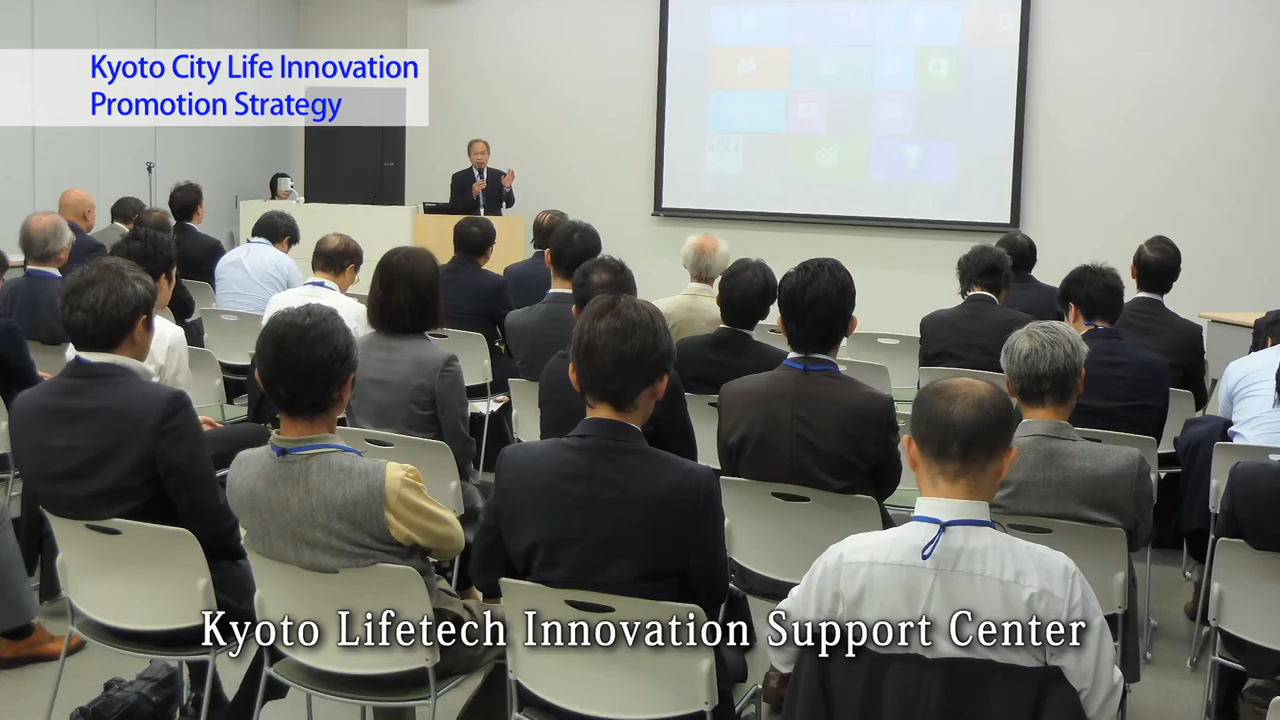 Kyoto City Life Innovation
Promotion Strategy
Kyoto Lifetech Innovation Support Center